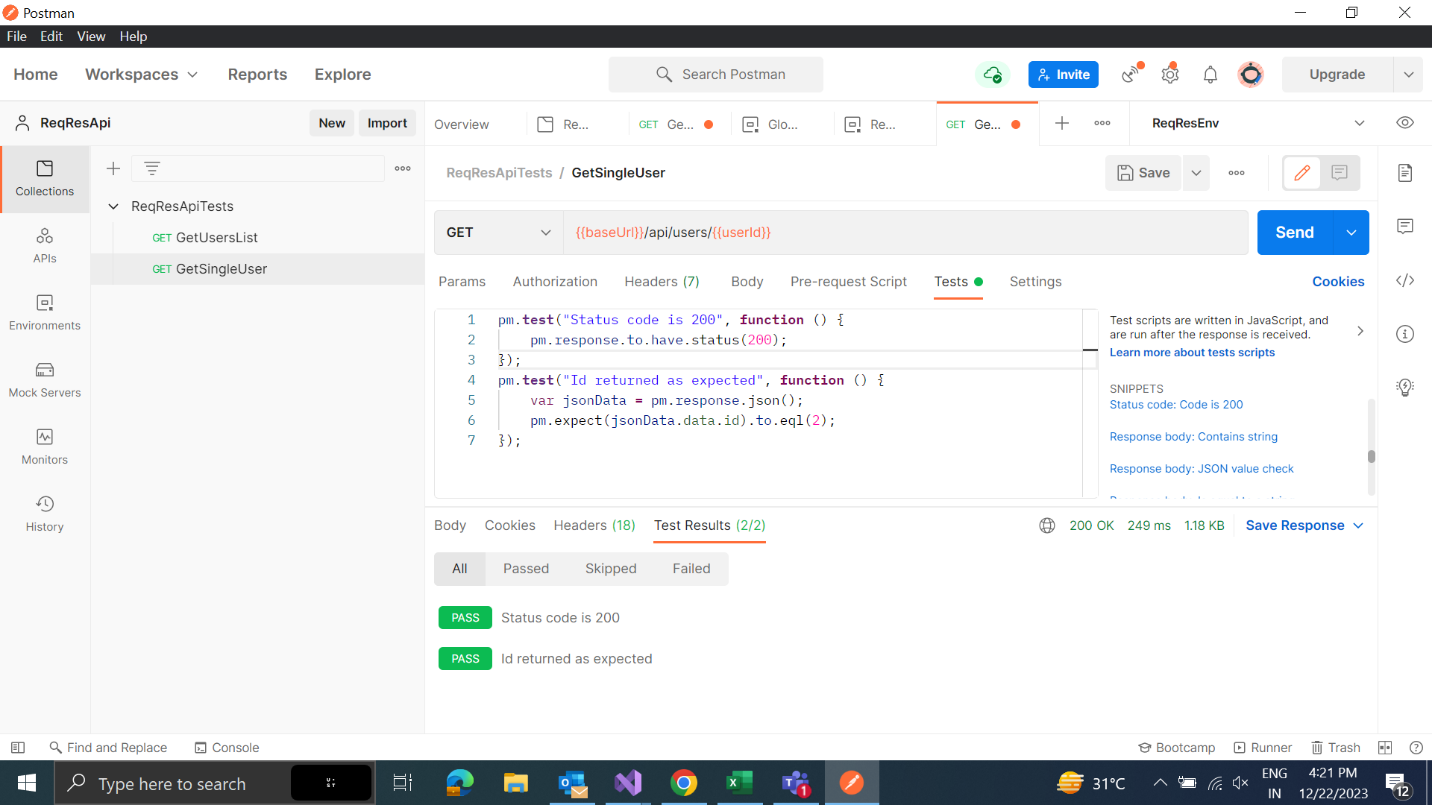 Postman
File Edit View Help
Home Workspaces Reports Explore Search Postman Invite Upgrade
ReqResApi New Import Overview Re... GET Ge... Glo... Re... GET Ge... ReqResEnv
ReqResApiTests / GetSingleUser Save
Collections
ReqResApiTests
GET GetUsersList
GET GetSingleUser
APIs
Environments
Mock Servers
Monitors
History
GET {{baseUrl}}/api/users/{{userId}} Send
Params Authorization Headers (7) Body Pre-request Script Tests Settings Cookies
1 pm.test("Status code is 200", function () {
2 pm.response.to.have.status(200);
3 });
4 pm.test("Id returned as expected", function () {
5 var jsonData = pm.response.json();
6 pm.expect(jsonData.data.id).to.eql(2);
7 });
Test scripts are written in JavaScript, and
are run after the response is received.
Learn more about tests scripts
SNIPPETS
Status code: Code is 200
Response body: Contains string
Response body: JSON value check
Body Cookies Headers (18) Test Results (2/2) 200 OK 249 ms 1.18 KB Save Response
All Passed Skipped Failed
PASS Status code is 200
PASS Id returned as expected
Find and Replace Console Bootcamp Runner Trash
Type here to search 1 31°C ENG 4:21 PM
IN 12/22/2023 12